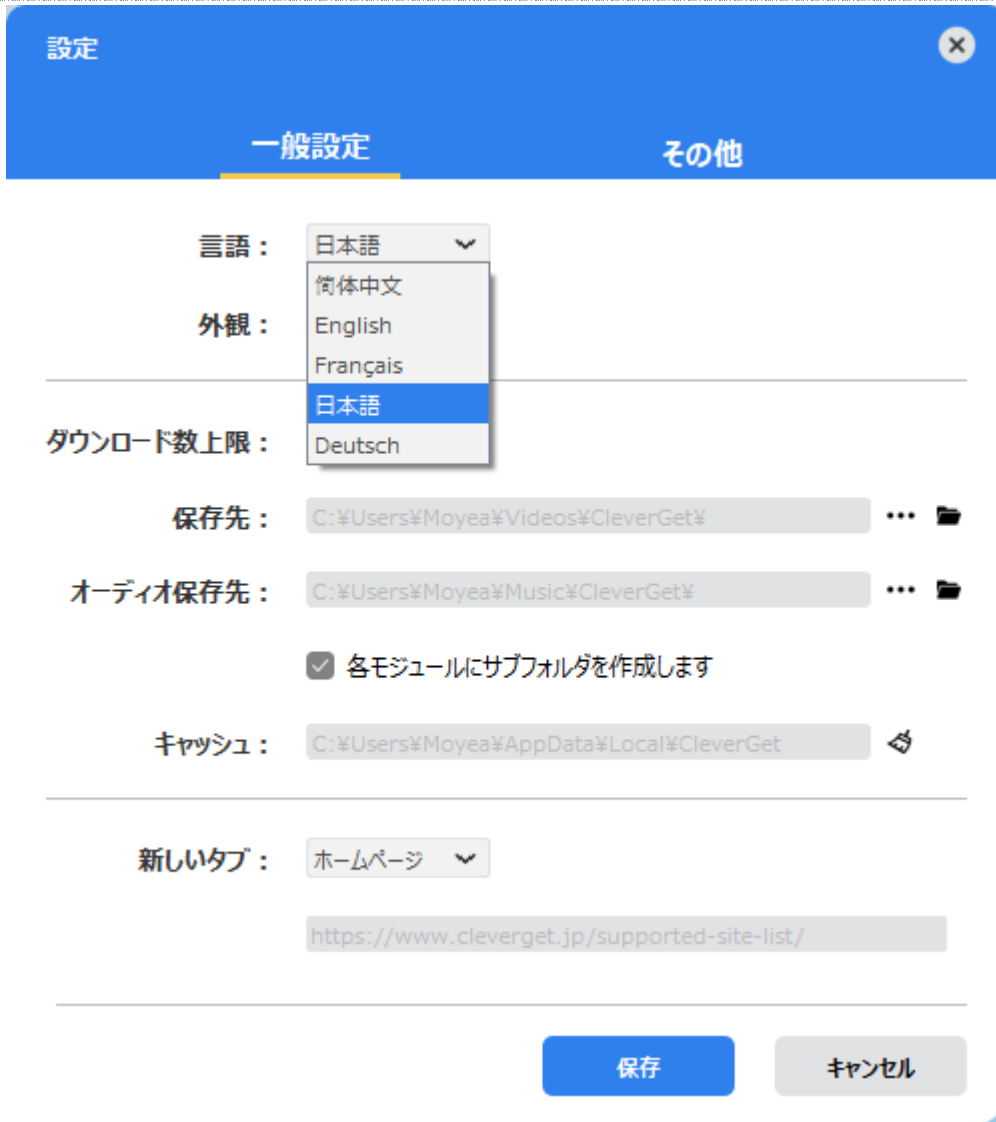 設定
一般設定
その他
言語：
日本語
简体中文
English
Français
日本語
Deutsch
外観：
ダウンロード数上限：
保存先：
C:¥Users¥Moyea¥Videos¥CleverGet¥
オーディオ保存先：
C:¥Users¥Moyea¥Music¥CleverGet¥
各モジュールにサブフォルダを作成します
キャッシュ：
C:¥Users¥Moyea¥AppData¥Local¥CleverGet
新しいタブ：
ホームページ
https://www.cleverget.jp/supported-site-list/
保存
キャンセル